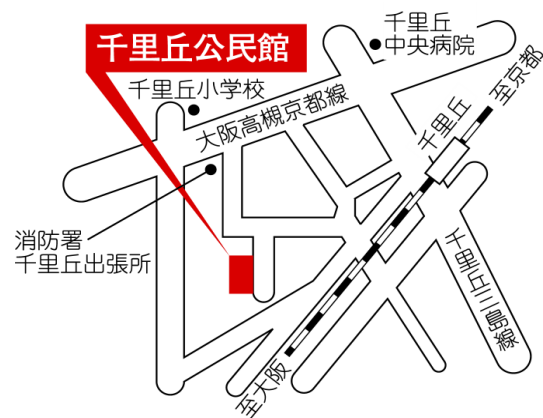 千里丘公民館
千里丘
中央病院
千里丘小学校
大阪高槻京都線
千里丘
至京都
消防署
千里丘出張所
千里丘三島線
至大阪